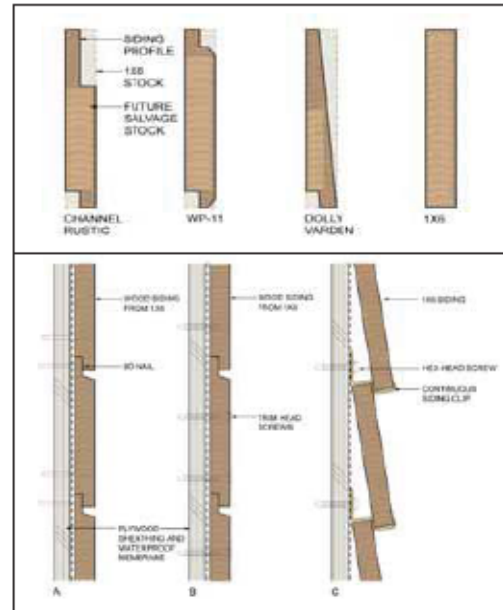 SIDING
PROFILE
1X6
STOCK
FUTURE
SALVAGE
STOCK
CHANNEL
RUSTIC
WP-11
DOLLY
VARDEN
1X6
WOOD SIDING
FROM 1X6
8D NAIL
WOOD SIDING
FROM 1X6
TRIM HEAD
SCREWS
1X6 SIDING
HEX-HEAD SCREW
CONTINUOUS
SIDING CLIP
PLYWOOD
SHEATHING AND
WATERPROOF
MEMBRANE
A
B
C